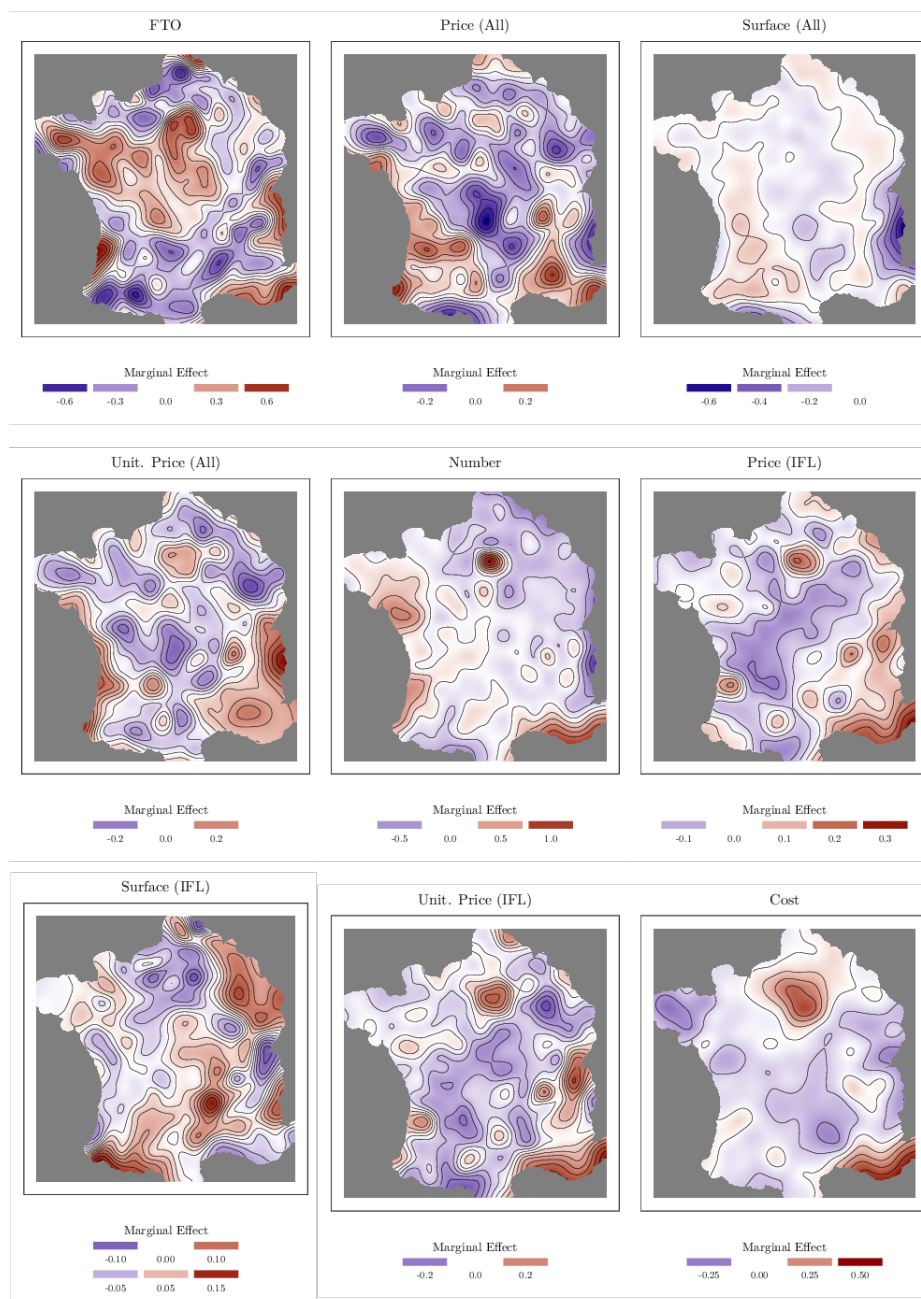 FTO
Price (All)
Surface (All)
Marginal Effect
-0.6 -0.3 0.0 0.3 0.6
Marginal Effect
-0.2 0.0 0.2
Marginal Effect
-0.6 -0.4 -0.2 0.0
Unit. Price (All)
Number
Price (IFL)
Marginal Effect
-0.2 0.0 0.2
Marginal Effect
-0.5 0.0 0.5 1.0
Marginal Effect
-0.1 0.0 0.1 0.2 0.3
Surface (IFL)
Unit. Price (IFL)
Cost
Marginal Effect
-0.10 0.00 0.10
-0.05 0.05 0.15
Marginal Effect
-0.2 0.0 0.2
Marginal Effect
-0.25 0.00 0.25 0.50